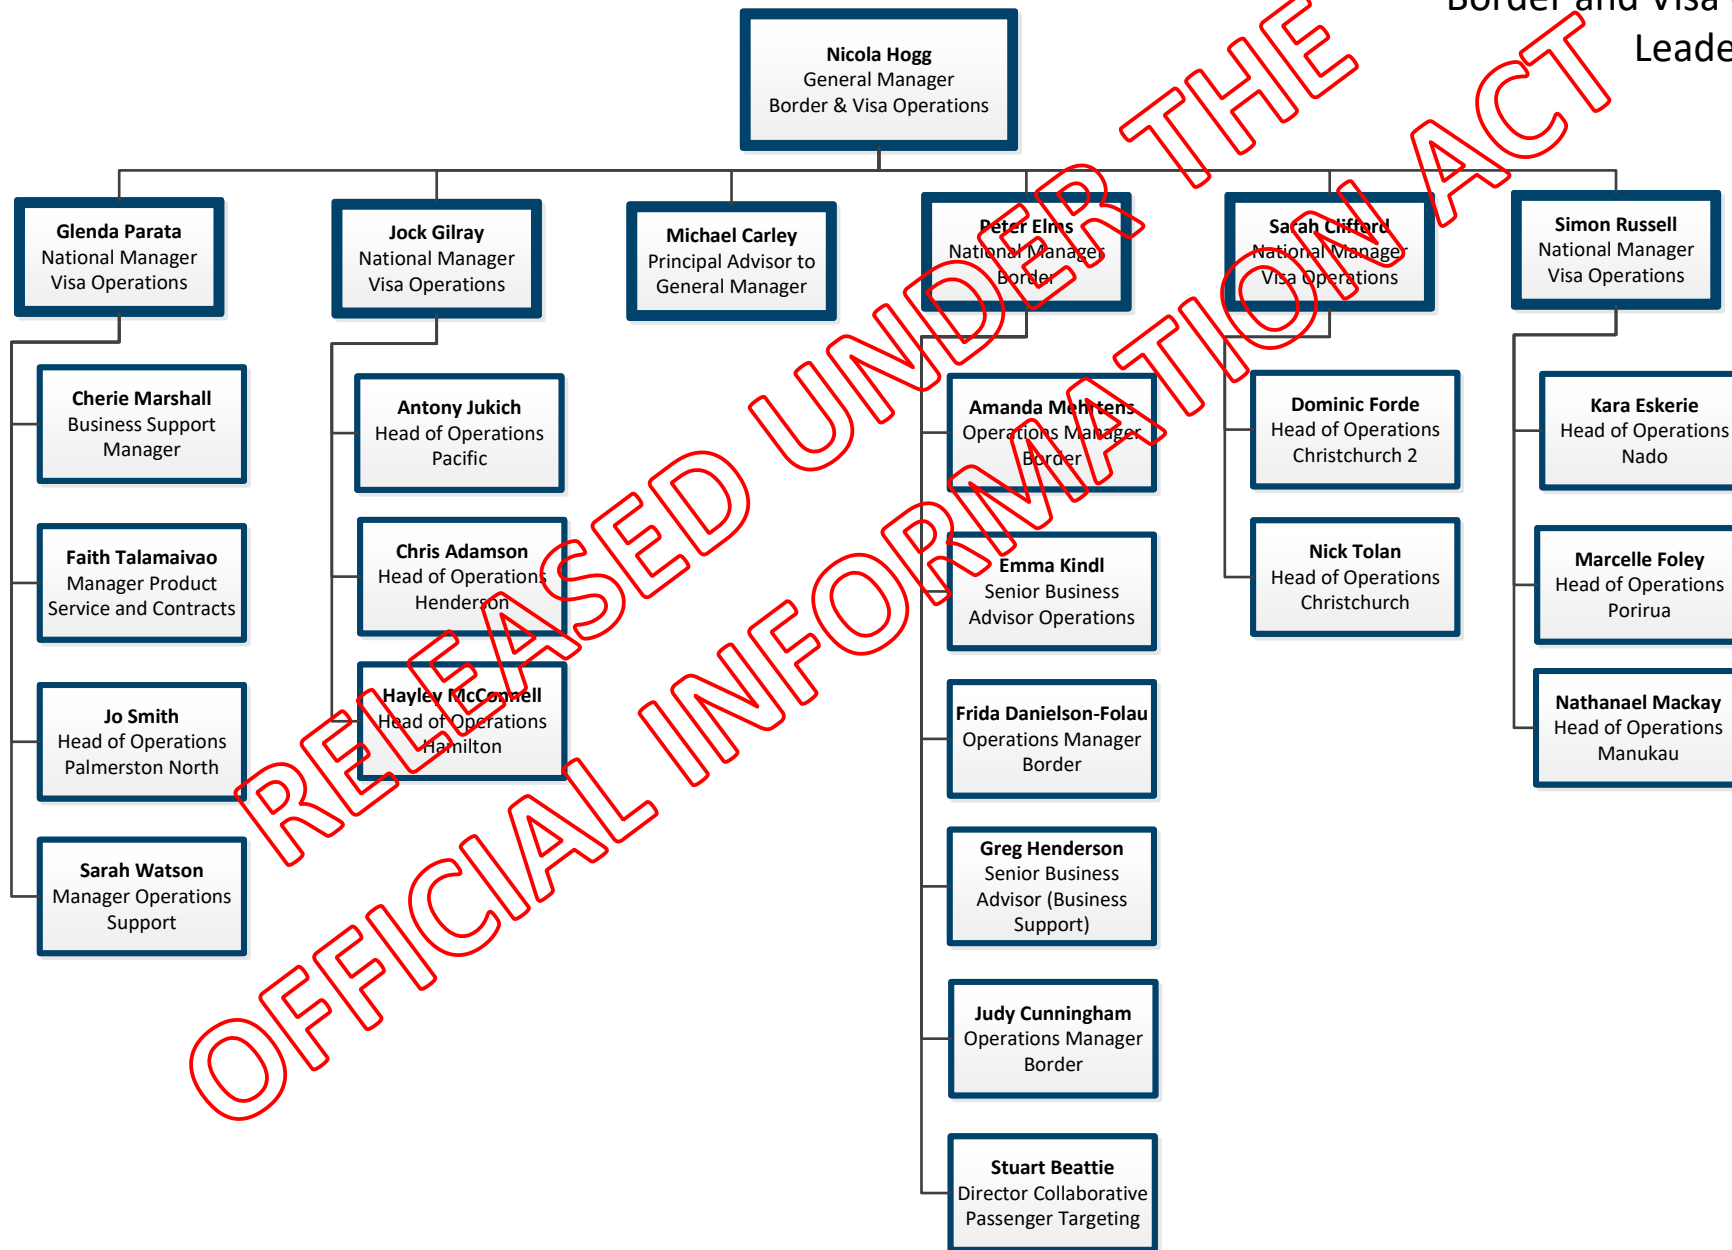 Border and Visa
Leade
Nicola Hogg
General Manager
Border & Visa Operations
Glenda Parata
National Manager
Visa Operations
Cherie Marshall
Business Support
Manager
Faith Talamaivao
Manager Product
Service and Contracts
Jo Smith
Head of Operations
Palmerston North
Sarah Watson
Manager Operations
Support
Jock Gilray
National Manager
Visa Operations
Antony Jukich
Head of Operations
Pacific
Chris Adamson
Head of Operations
Henderson
Hayley McConnell
Head of Operations
Hamilton
Michael Carley
Principal Advisor to
General Manager
Peter Elms
National Manager
Border
Amanda Mehrtens
Operations Manager
Border
Emma Kindl
Senior Business
Advisor Operations
Frida Danielson-Folau
Operations Manager
Border
Greg Henderson
Senior Business
Advisor (Business
Support)
Judy Cunningham
Operations Manager
Border
Stuart Beattie
Director Collaborative
Passenger Targeting
Sarah Clifford
National Manager
Visa Operations
Dominic Forde
Head of Operations
Christchurch 2
Nick Tolan
Head of Operations
Christchurch
Simon Russell
National Manager
Visa Operations
Kara Eskerie
Head of Operations
Nado
Marcelle Foley
Head of Operations
Porirua
Nathanael Mackay
Head of Operations
Manukau
RELEASED UNDER THE
OFFICIAL INFORMATION ACT